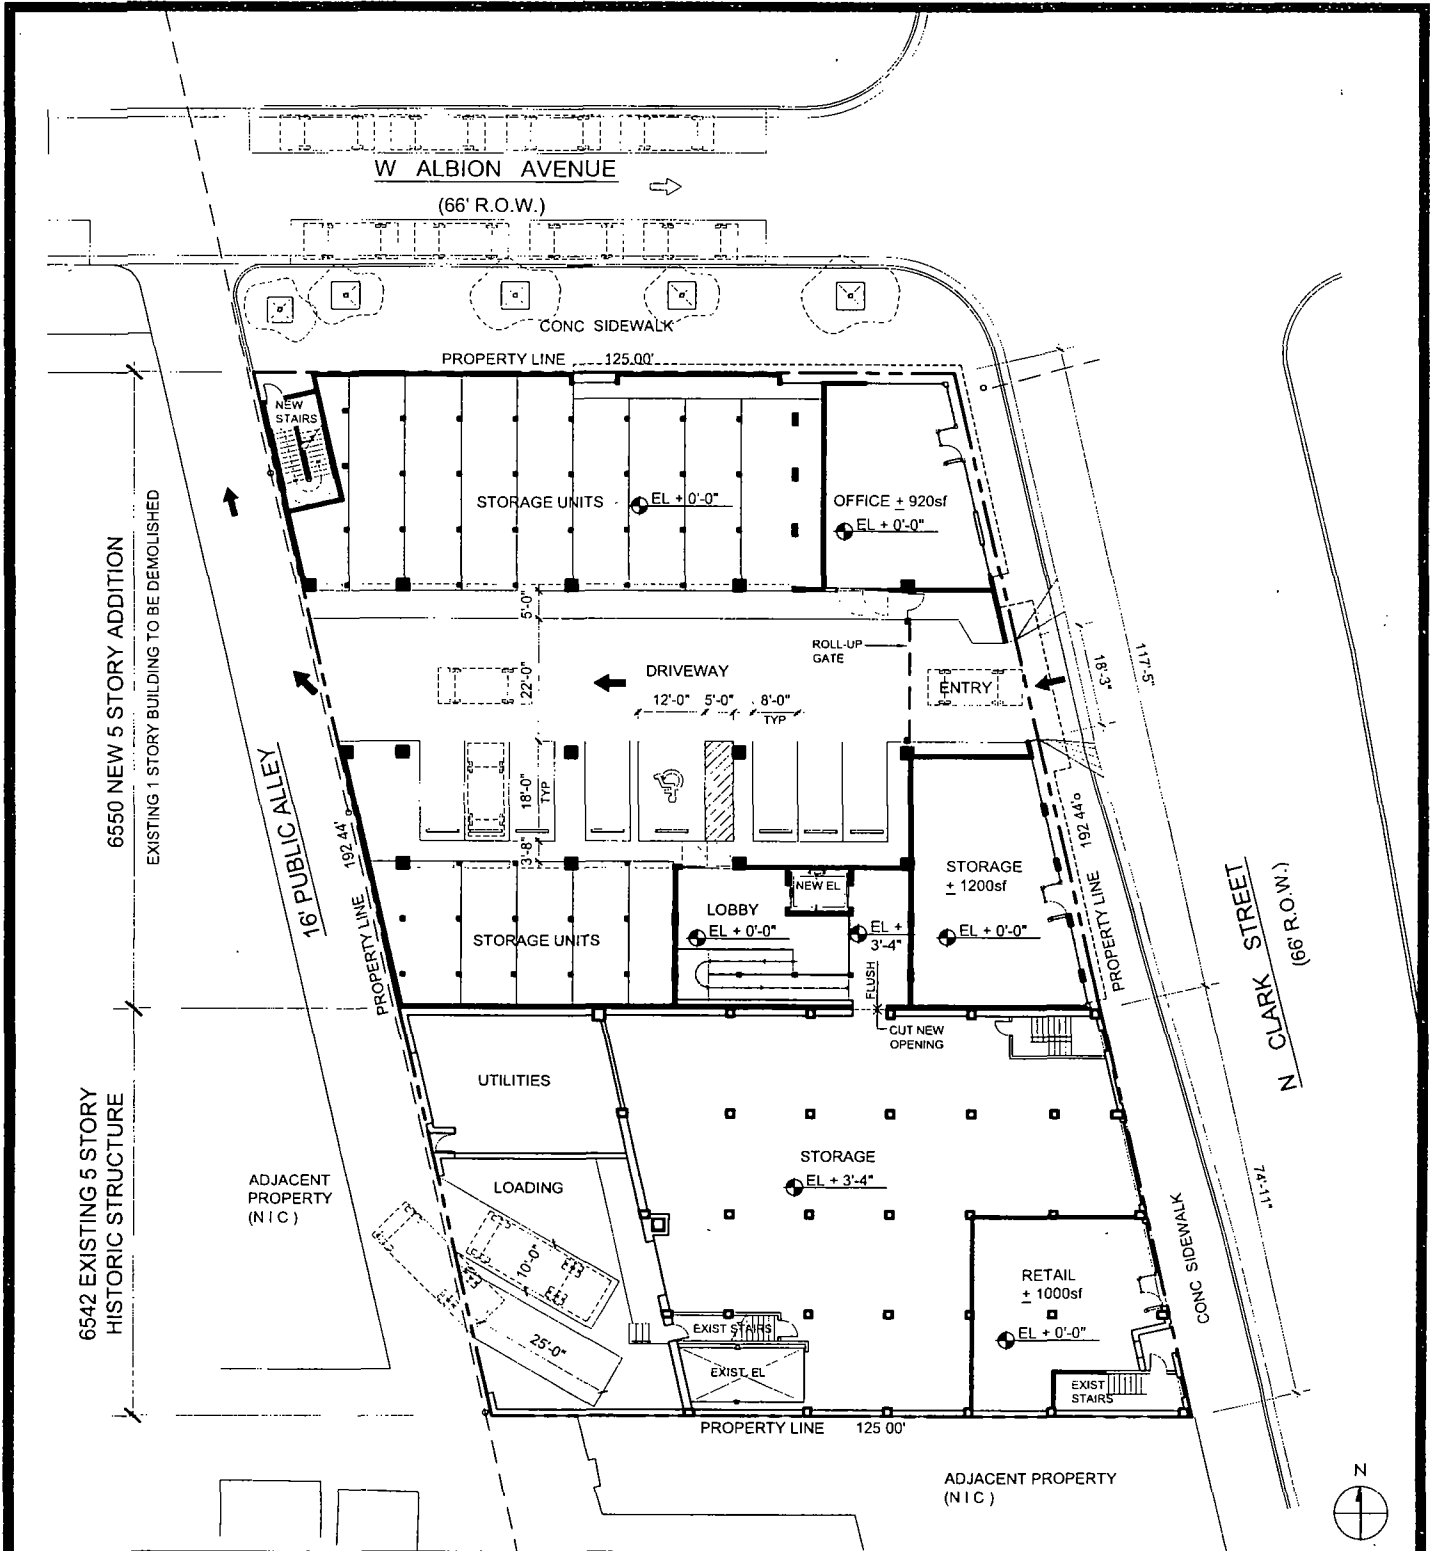 W ALBION AVENUE
(66' R.O.W.)
CONC SIDEWALK
PROPERTY LINE 125.00'
NEW
STAIRS
STORAGE UNITS
EL + 0'-0"
OFFICE ± 920sf
EL + 0'-0"
6550 NEW 5 STORY ADDITION
EXISTING 1 STORY BUILDING TO BE DEMOLISHED
5'-0"
22'-0"
ROLL-UP
GATE
DRIVEWAY
ENTRY
12'-0"
5'-0"
8'-0"
TYP
18'-3"
117'-5"
18'-0"
TYP
3'-8"
16' PUBLIC ALLEY
192 44'
PROPERTY LINE
STORAGE UNITS
LOBBY
EL + 0'-0"
NEW EL
EL +
3'-4"
STORAGE
± 1200sf
EL + 0'-0"
PROPERTY LINE 192 44'
N CLARK STREET
(66' R.O.W.)
FLUSH
CUT NEW
OPENING
UTILITIES
6542 EXISTING 5 STORY
HISTORIC STRUCTURE
ADJACENT
PROPERTY
(N I C )
LOADING
10'-0"
25'-0"
STORAGE
EL + 3'-4"
74'-11"
CONC SIDEWALK
RETAIL
± 1000sf
EL + 0'-0"
EXIST STAIRS
EXIST. EL
EXIST
STAIRS
PROPERTY LINE 125 00'
ADJACENT PROPERTY
(N I C )
N